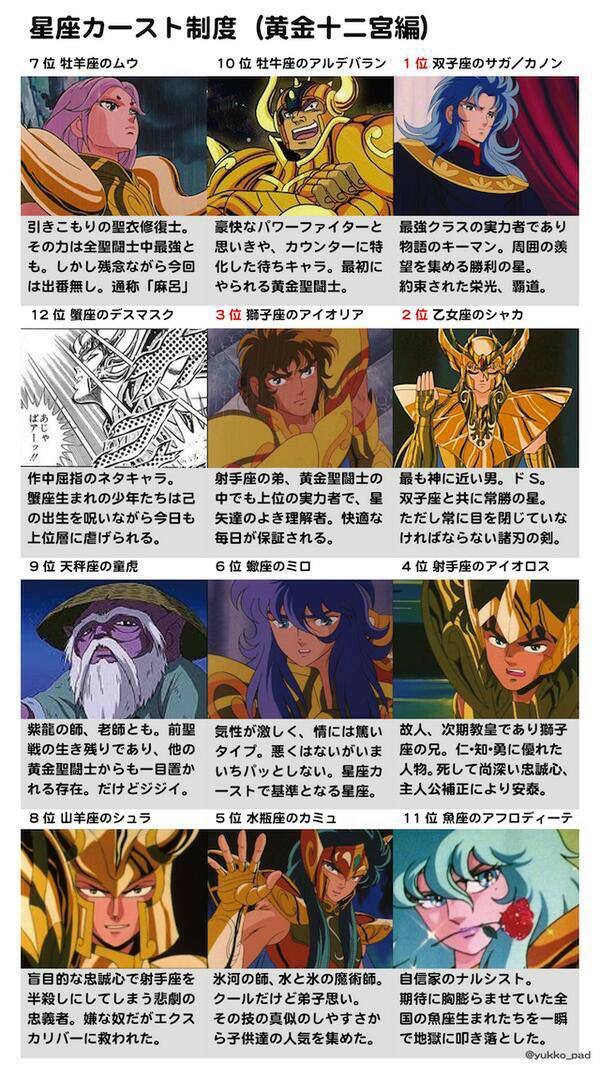 星座カースト制度（黄金十二宮編）
7位 牡羊座のムウ
引きこもりの聖衣修復士。
その力は全聖闘士中最強と
も。しかし残念ながら今回
は出番無し。通称「麻呂」
10位 牡牛座のアルデバラン
豪快なパワーファイターと
思いきや、カウンターに特
化した待ちキャラ。最初に
やられる黄金聖闘士。
1位 双子座のサガ／カノン
最強クラスの実力者であり
物語のキーマン。周囲の羨
望を集める勝利の星。
約束された栄光、覇道。
12位 蟹座のデスマスク
あじゃ
ぱァーッ!!
作中屈指のネタキャラ。
蟹座生まれの少年たちは己
の出生を呪いながら今日も
上位層に虐げられる。
3位 獅子座のアイオリア
射手座の弟、黄金聖闘士の
中でも上位の実力者で、星
矢達のよき理解者。快適な
毎日が保証される。
2位 乙女座のシャカ
最も神に近い男。ドS。
双子座と共に常勝の星。
ただし常に目を閉じていな
ければならない諸刃の剣。
9位 天秤座の童虎
紫龍の師、老師とも。前聖
戦の生き残りであり、他の
黄金聖闘士からも一目置か
れる存在。だけどジジイ。
6位 蠍座のミロ
気性が激しく、情には篤い
タイプ。悪くはないがいま
いちパッとしない。星座カ
ーストで基準となる星座。
4位 射手座のアイオロス
故人、次期教皇であり獅子
座の兄。仁・知・勇に優れた
人物。死して尚深い忠誠心、
主人公補正により安泰。
8位 山羊座のシュラ
盲目的な忠誠心で射手座を
半殺しにしてしまう悲劇の
忠義者。嫌な奴だがエクス
カリバーに救われた。
5位 水瓶座のカミュ
氷河の師、水と氷の魔術師。
クールだけど弟子思い。
その技の真似のしやすさか
ら子供達の人気を集めた。
11位 魚座のアフロディーテ
自信家のナルシスト。
期待に胸膨らませていた全
国の魚座生まれたちを一瞬
で地獄に叩き落とした。
@yukko_pad